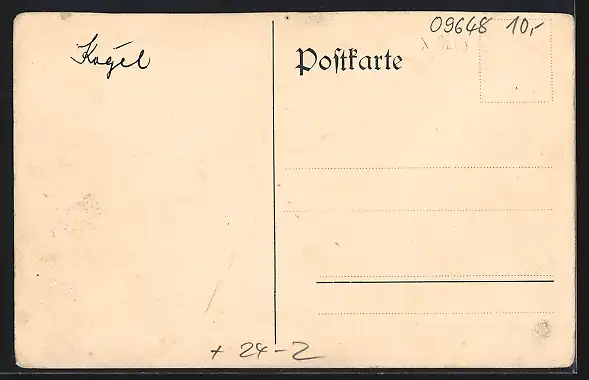 09648 10,-
Kogel
Postkarte
+ 24-2